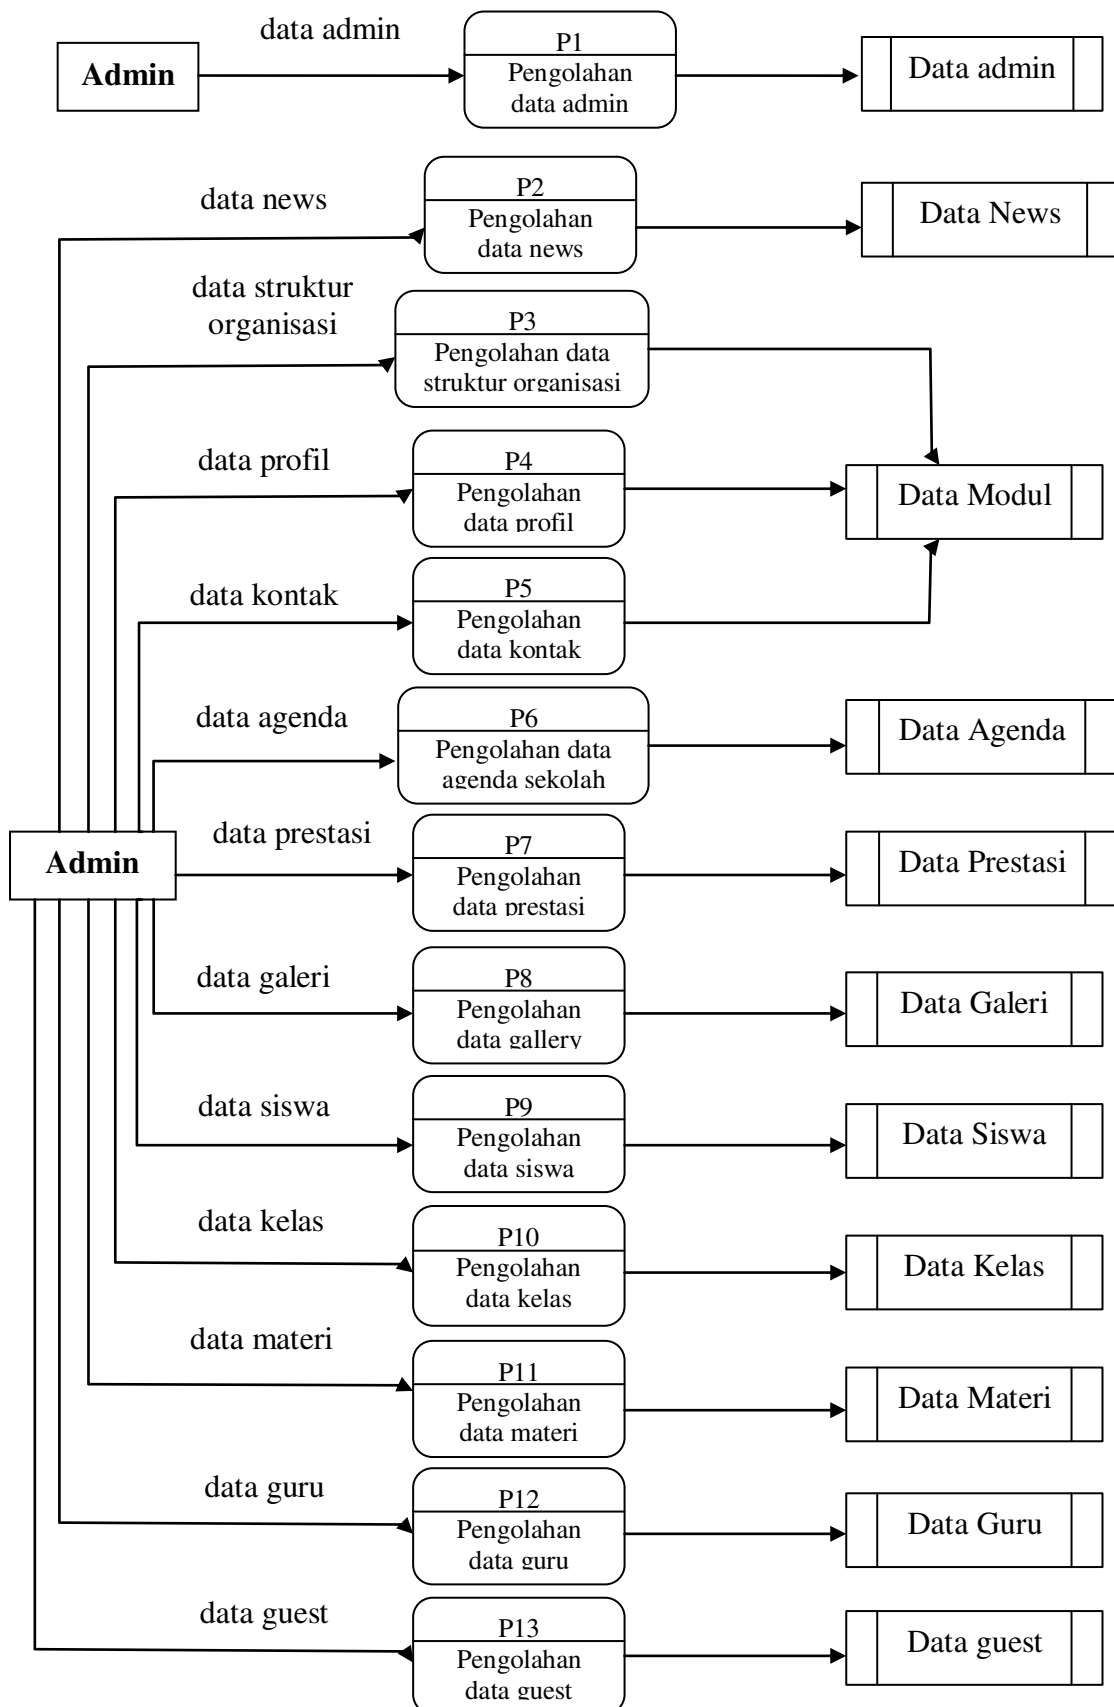 data admin
Admin
P1
Pengolahan
data admin
Data admin
data news
P2
Pengolahan
data news
Data News
data struktur
organisasi
P3
Pengolahan data
struktur organisasi
data profil
P4
Pengolahan
data profil
Data Modul
data kontak
P5
Pengolahan
data kontak
data agenda
P6
Pengolahan data
agenda sekolah
Data Agenda
Admin
data prestasi
P7
Pengolahan
data prestasi
Data Prestasi
data galeri
P8
Pengolahan
data gallery
Data Galeri
data siswa
P9
Pengolahan
data siswa
Data Siswa
data kelas
P10
Pengolahan
data kelas
Data Kelas
data materi
P11
Pengolahan
data materi
Data Materi
data guru
P12
Pengolahan
data guru
Data Guru
data guest
P13
Pengolahan
data guest
Data guest